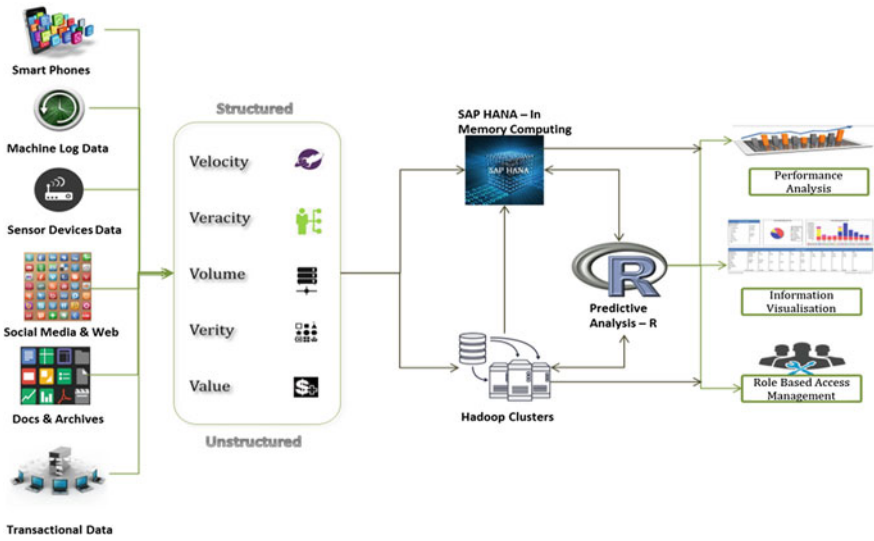 Smart Phones
Machine Log Data
Sensor Devices Data
Social Media & Web
Docs & Archives
Transactional Data
Structured
Velocity
Veracity
Volume
Verity
Value
Unstructured
SAP HANA – In
Memory Computing
SAP HANA
R
Predictive
Analysis – R
Hadoop Clusters
Performance
Analysis
Information
Visualisation
Role Based Access
Management